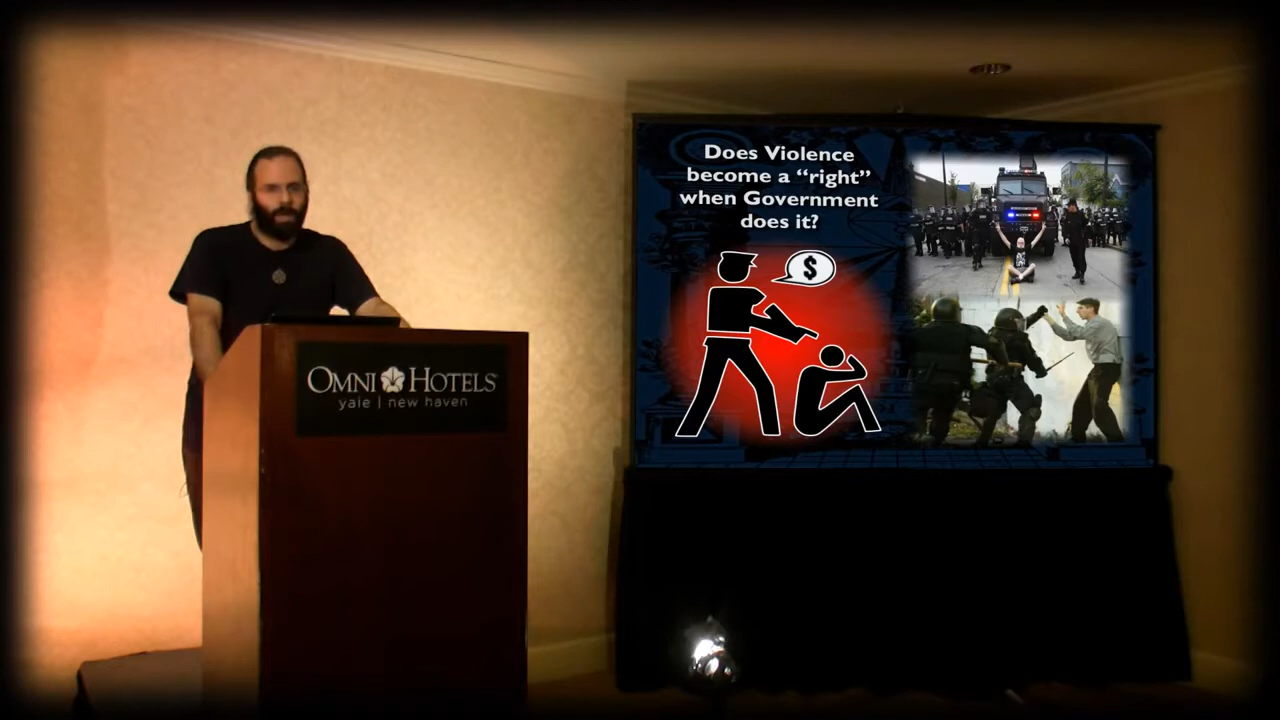 Does Violence
become a “right”
when Government
does it?
$
OMNI HOTELS
yale | new haven